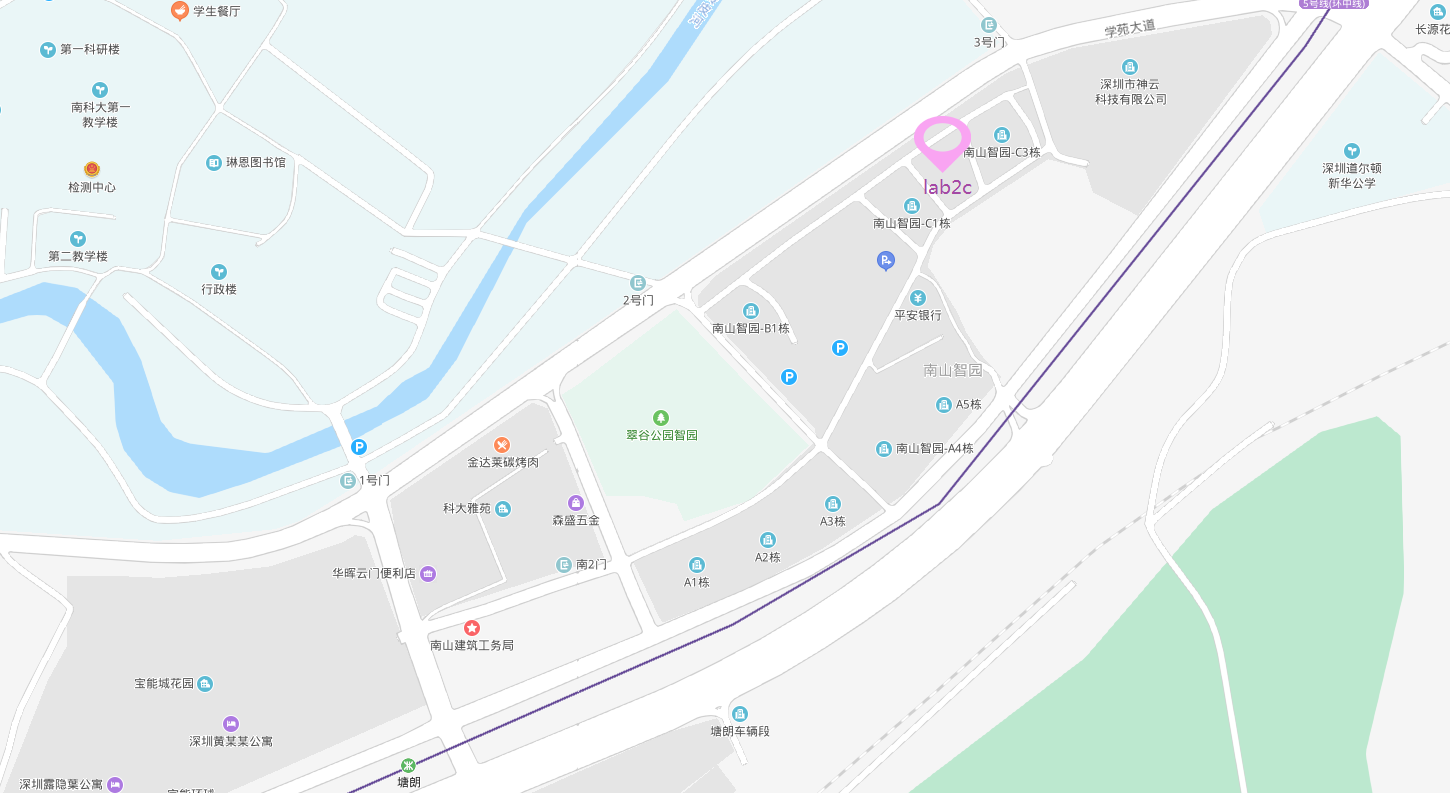 5号线(环中线)
学生餐厅
长源花
学苑大道
3号门
第一科研楼
深圳市神云
科技有限公司
南科大第一
教学楼
南山智园-C3栋
琳恩图书馆
深圳道尔顿
新华公学
检测中心
lab2c
南山智园-C1栋
第二教学楼
行政楼
2号门
平安银行
南山智园-B1栋
P
P
南山智园
A5栋
翠谷公园智园
南山智园-A4栋
P
金达莱碳烤肉
1号门
科大雅苑
森盛五金
A3栋
A2栋
南2门
华晖云门便利店
A1栋
南山建筑工务局
宝能城花园
塘朗车辆段
深圳黄某某公寓
塘朗
深圳露隐葉公寓
宝能环球